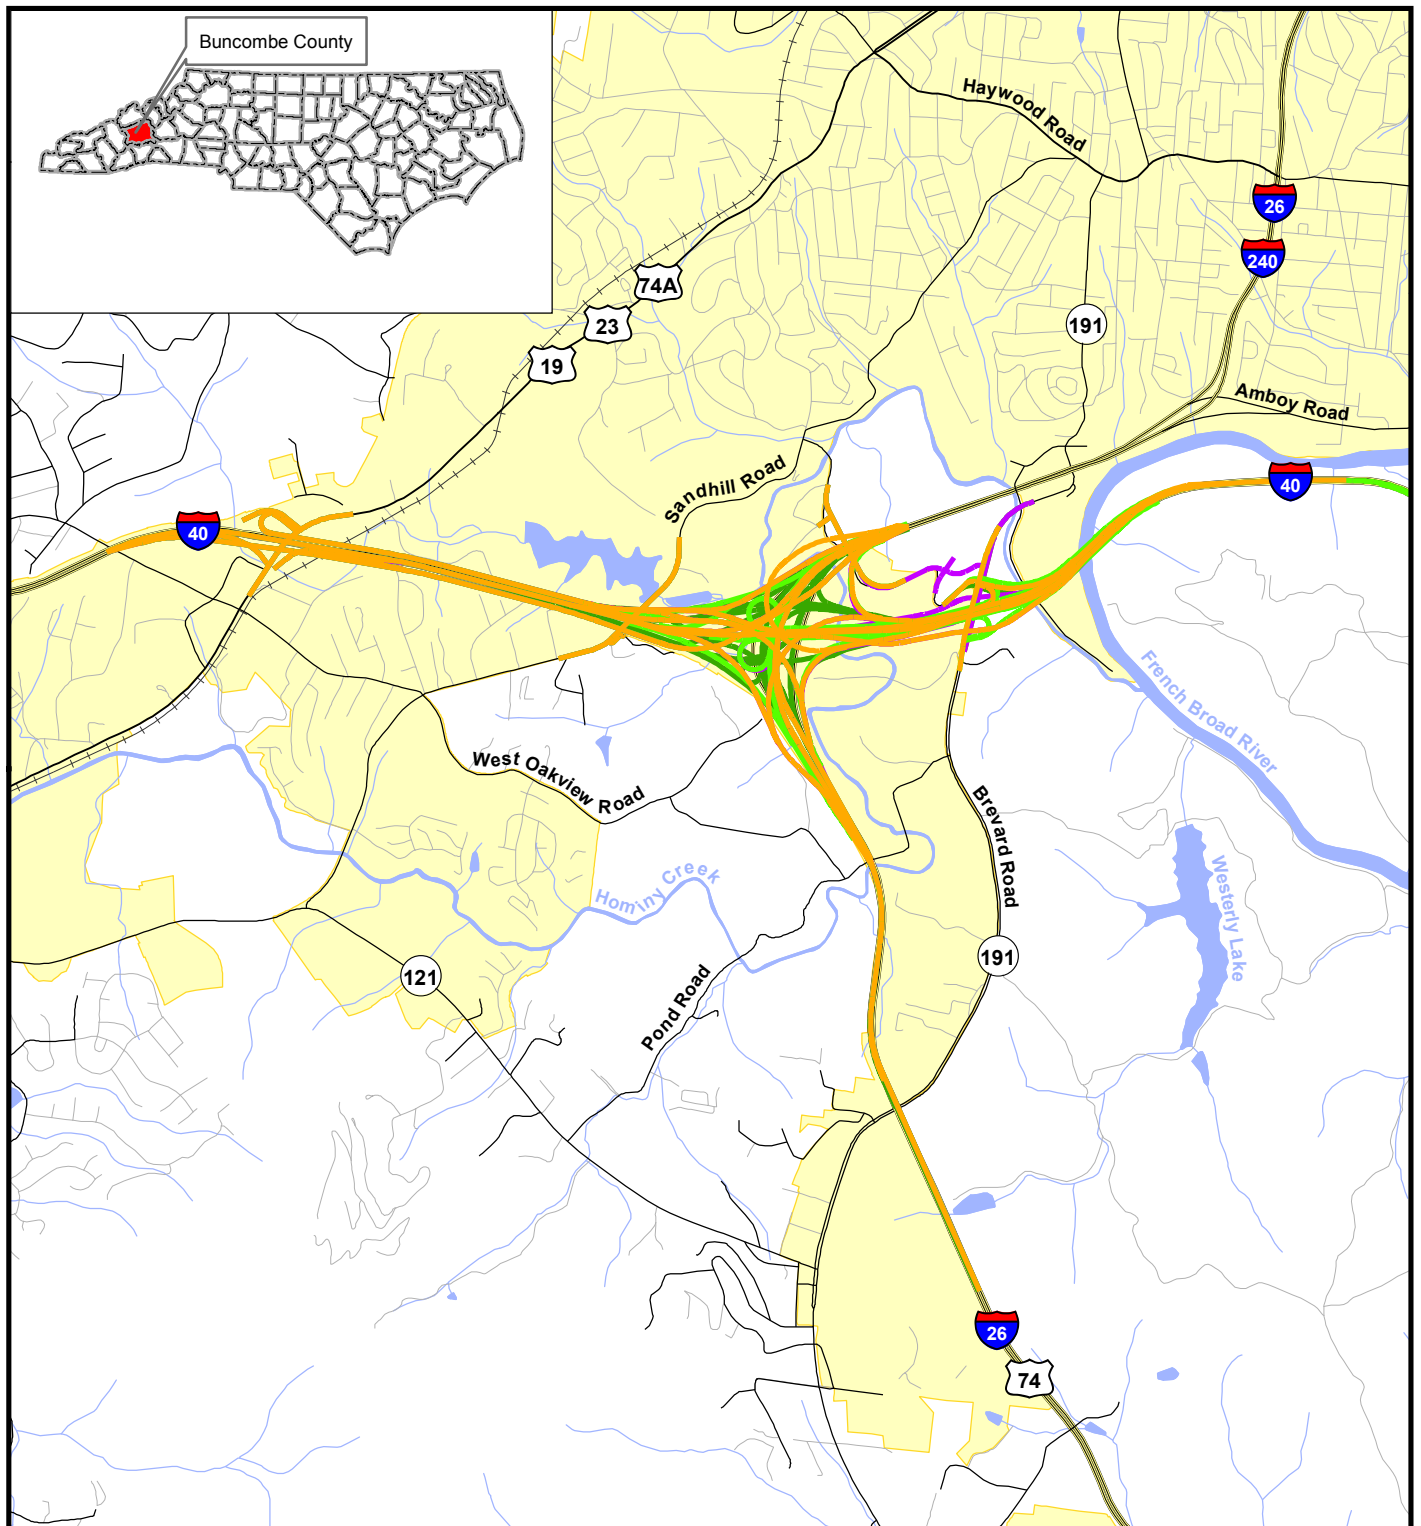 Buncombe County
Haywood Road
26
240
74A
23
19
191
Amboy Road
Sandhill Road
40
40
French Broad River
West Oakview Road
Brevard Road
Westerly Lake
Hominy Creek
191
121
Pond Road
26
74